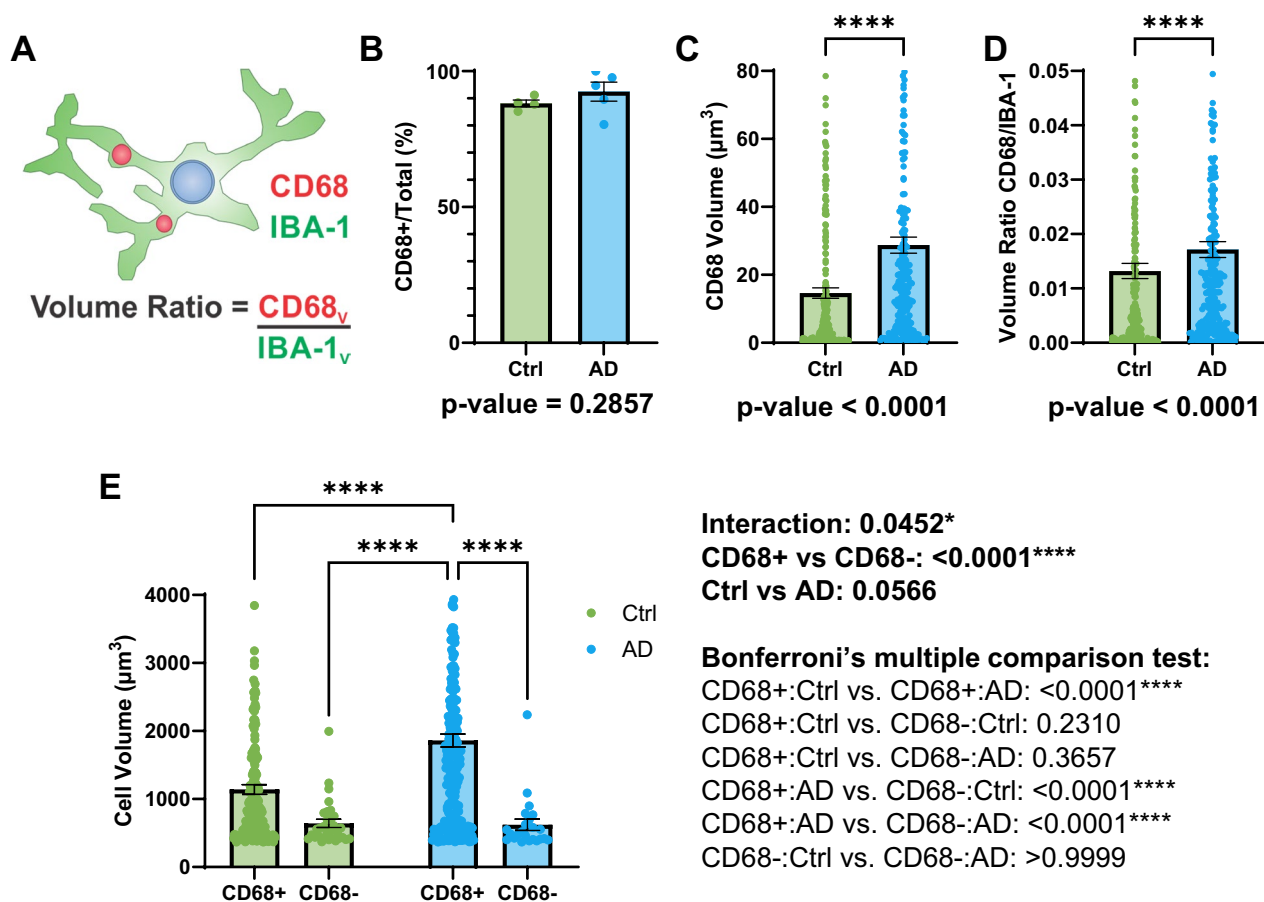 A
CD68
IBA-1
Volume Ratio = CD68v
IBA-1v
B
CD68+/Total (%)
100
50
0
Ctrl
AD
p-value = 0.2857
C
****
CD68 Volume (µm³)
80
60
40
20
0
Ctrl
AD
p-value < 0.0001
D
****
Volume Ratio CD68/IBA-1
0.05
0.04
0.03
0.02
0.01
0.00
Ctrl
AD
p-value < 0.0001
E
****
**** ****
Cell Volume (µm³)
4000
3000
2000
1000
0
CD68+ CD68- CD68+ CD68-
Ctrl
AD
Interaction: 0.0452*
CD68+ vs CD68-: <0.0001****
Ctrl vs AD: 0.0566
Bonferroni's multiple comparison test:
CD68+:Ctrl vs. CD68+:AD: <0.0001****
CD68+:Ctrl vs. CD68-:Ctrl: 0.2310
CD68+:Ctrl vs. CD68-:AD: 0.3657
CD68+:AD vs. CD68-:Ctrl: <0.0001****
CD68+:AD vs. CD68-:AD: <0.0001****
CD68-:Ctrl vs. CD68-:AD: >0.9999